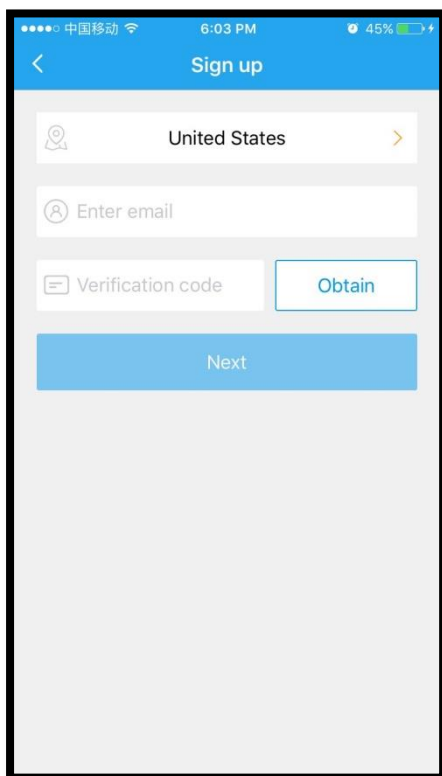 中国移动 6:03 PM 45%
Sign up
United States
Enter email
Verification code Obtain
Next